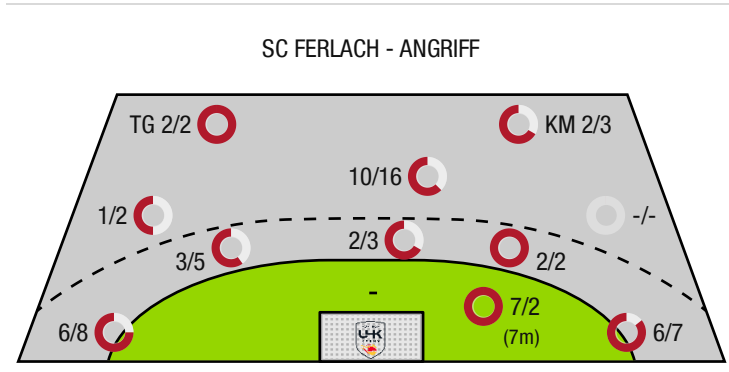 SC FERLACH - ANGRIFF
TG 2/2
KM 2/3
10/16
1/2
-/-
3/5
2/3
2/2
-
7/2
(7m)
6/8
UHK
6/7